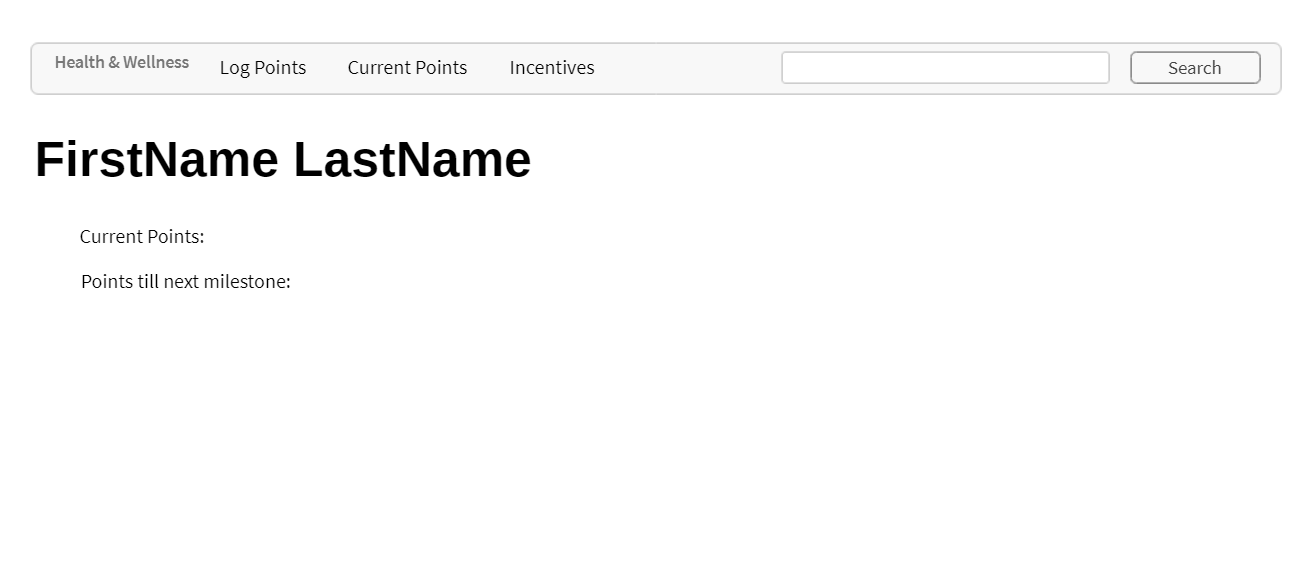 Health & Wellness Log Points Current Points Incentives Search
FirstName LastName
Current Points:
Points till next milestone: